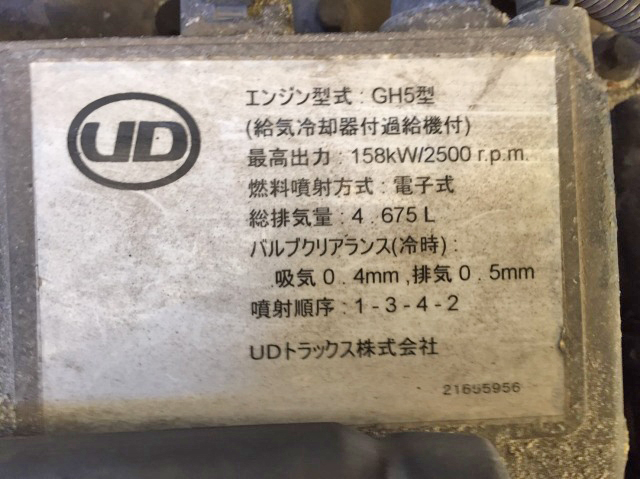 UD
エンジン型式 : GH5型
(給気冷却器付過給機付)
最高出力 : 158kW/2500 r.p.m.
燃料噴射方式 : 電子式
総排気量 : 4 . 675 L
バルブクリアランス(冷時) :
吸気 0 . 4mm ,排気 0 . 5mm
噴射順序 : 1 - 3 - 4 - 2
UDトラックス株式会社
21655956